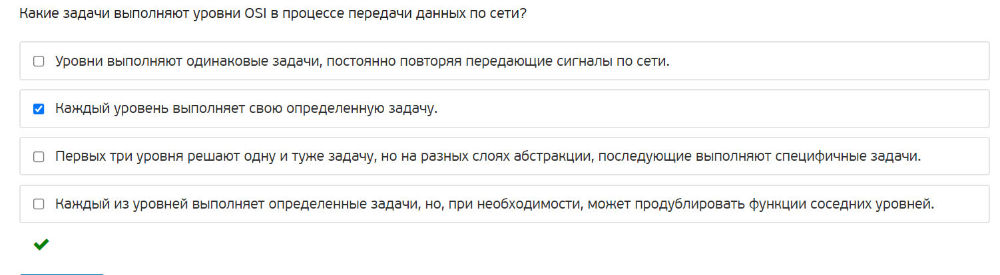 Какие задачи выполняют уровни OSI в процессе передачи данных по сети?
Уровни выполняют одинаковые задачи, постоянно повторяя передающие сигналы по сети.
Каждый уровень выполняет свою определенную задачу.
Первых три уровня решают одну и туже задачу, но на разных слоях абстракции, последующие выполняют специфичные задачи.
Каждый из уровней выполняет определенные задачи, но, при необходимости, может продублировать функции соседних уровней.